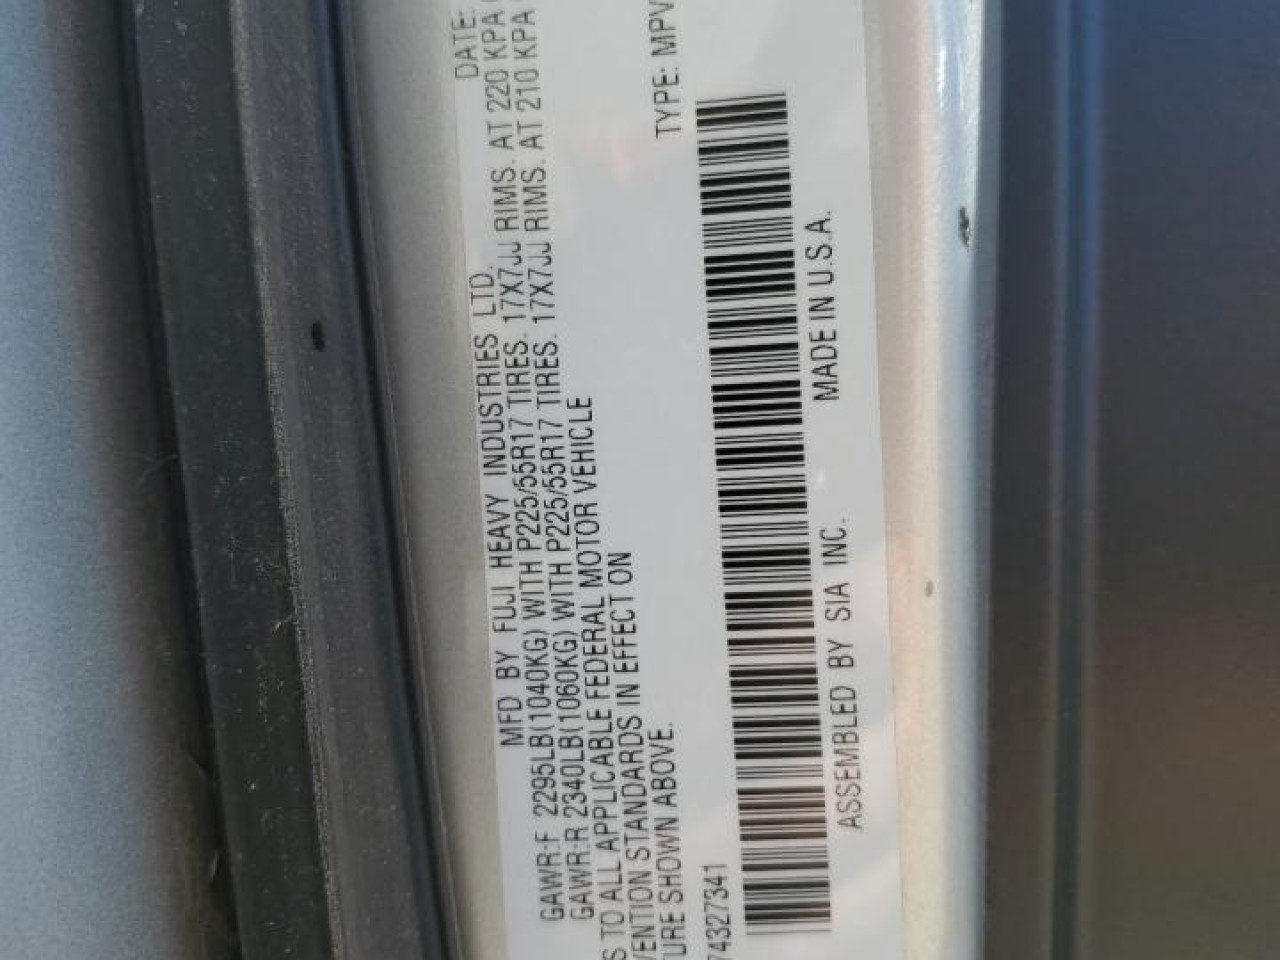 MFD BY FUJI HEAVY INDUSTRIES LTD. DATE:
GAWR:F 2295LB(1040KG) WITH P225/55R17 TIRES. 17X7JJ RIMS. AT 220 KPA
GAWR:R 2340LB(1060KG) WITH P225/55R17 TIRES. 17X7JJ RIMS. AT 210 KPA
S TO ALL APPLICABLE FEDERAL MOTOR VEHICLE
VENTION STANDARDS IN EFFECT ON
TURE SHOWN ABOVE.
74327341 TYPE: MPV
ASSEMBLED BY SIA INC. MADE IN U.S.A.